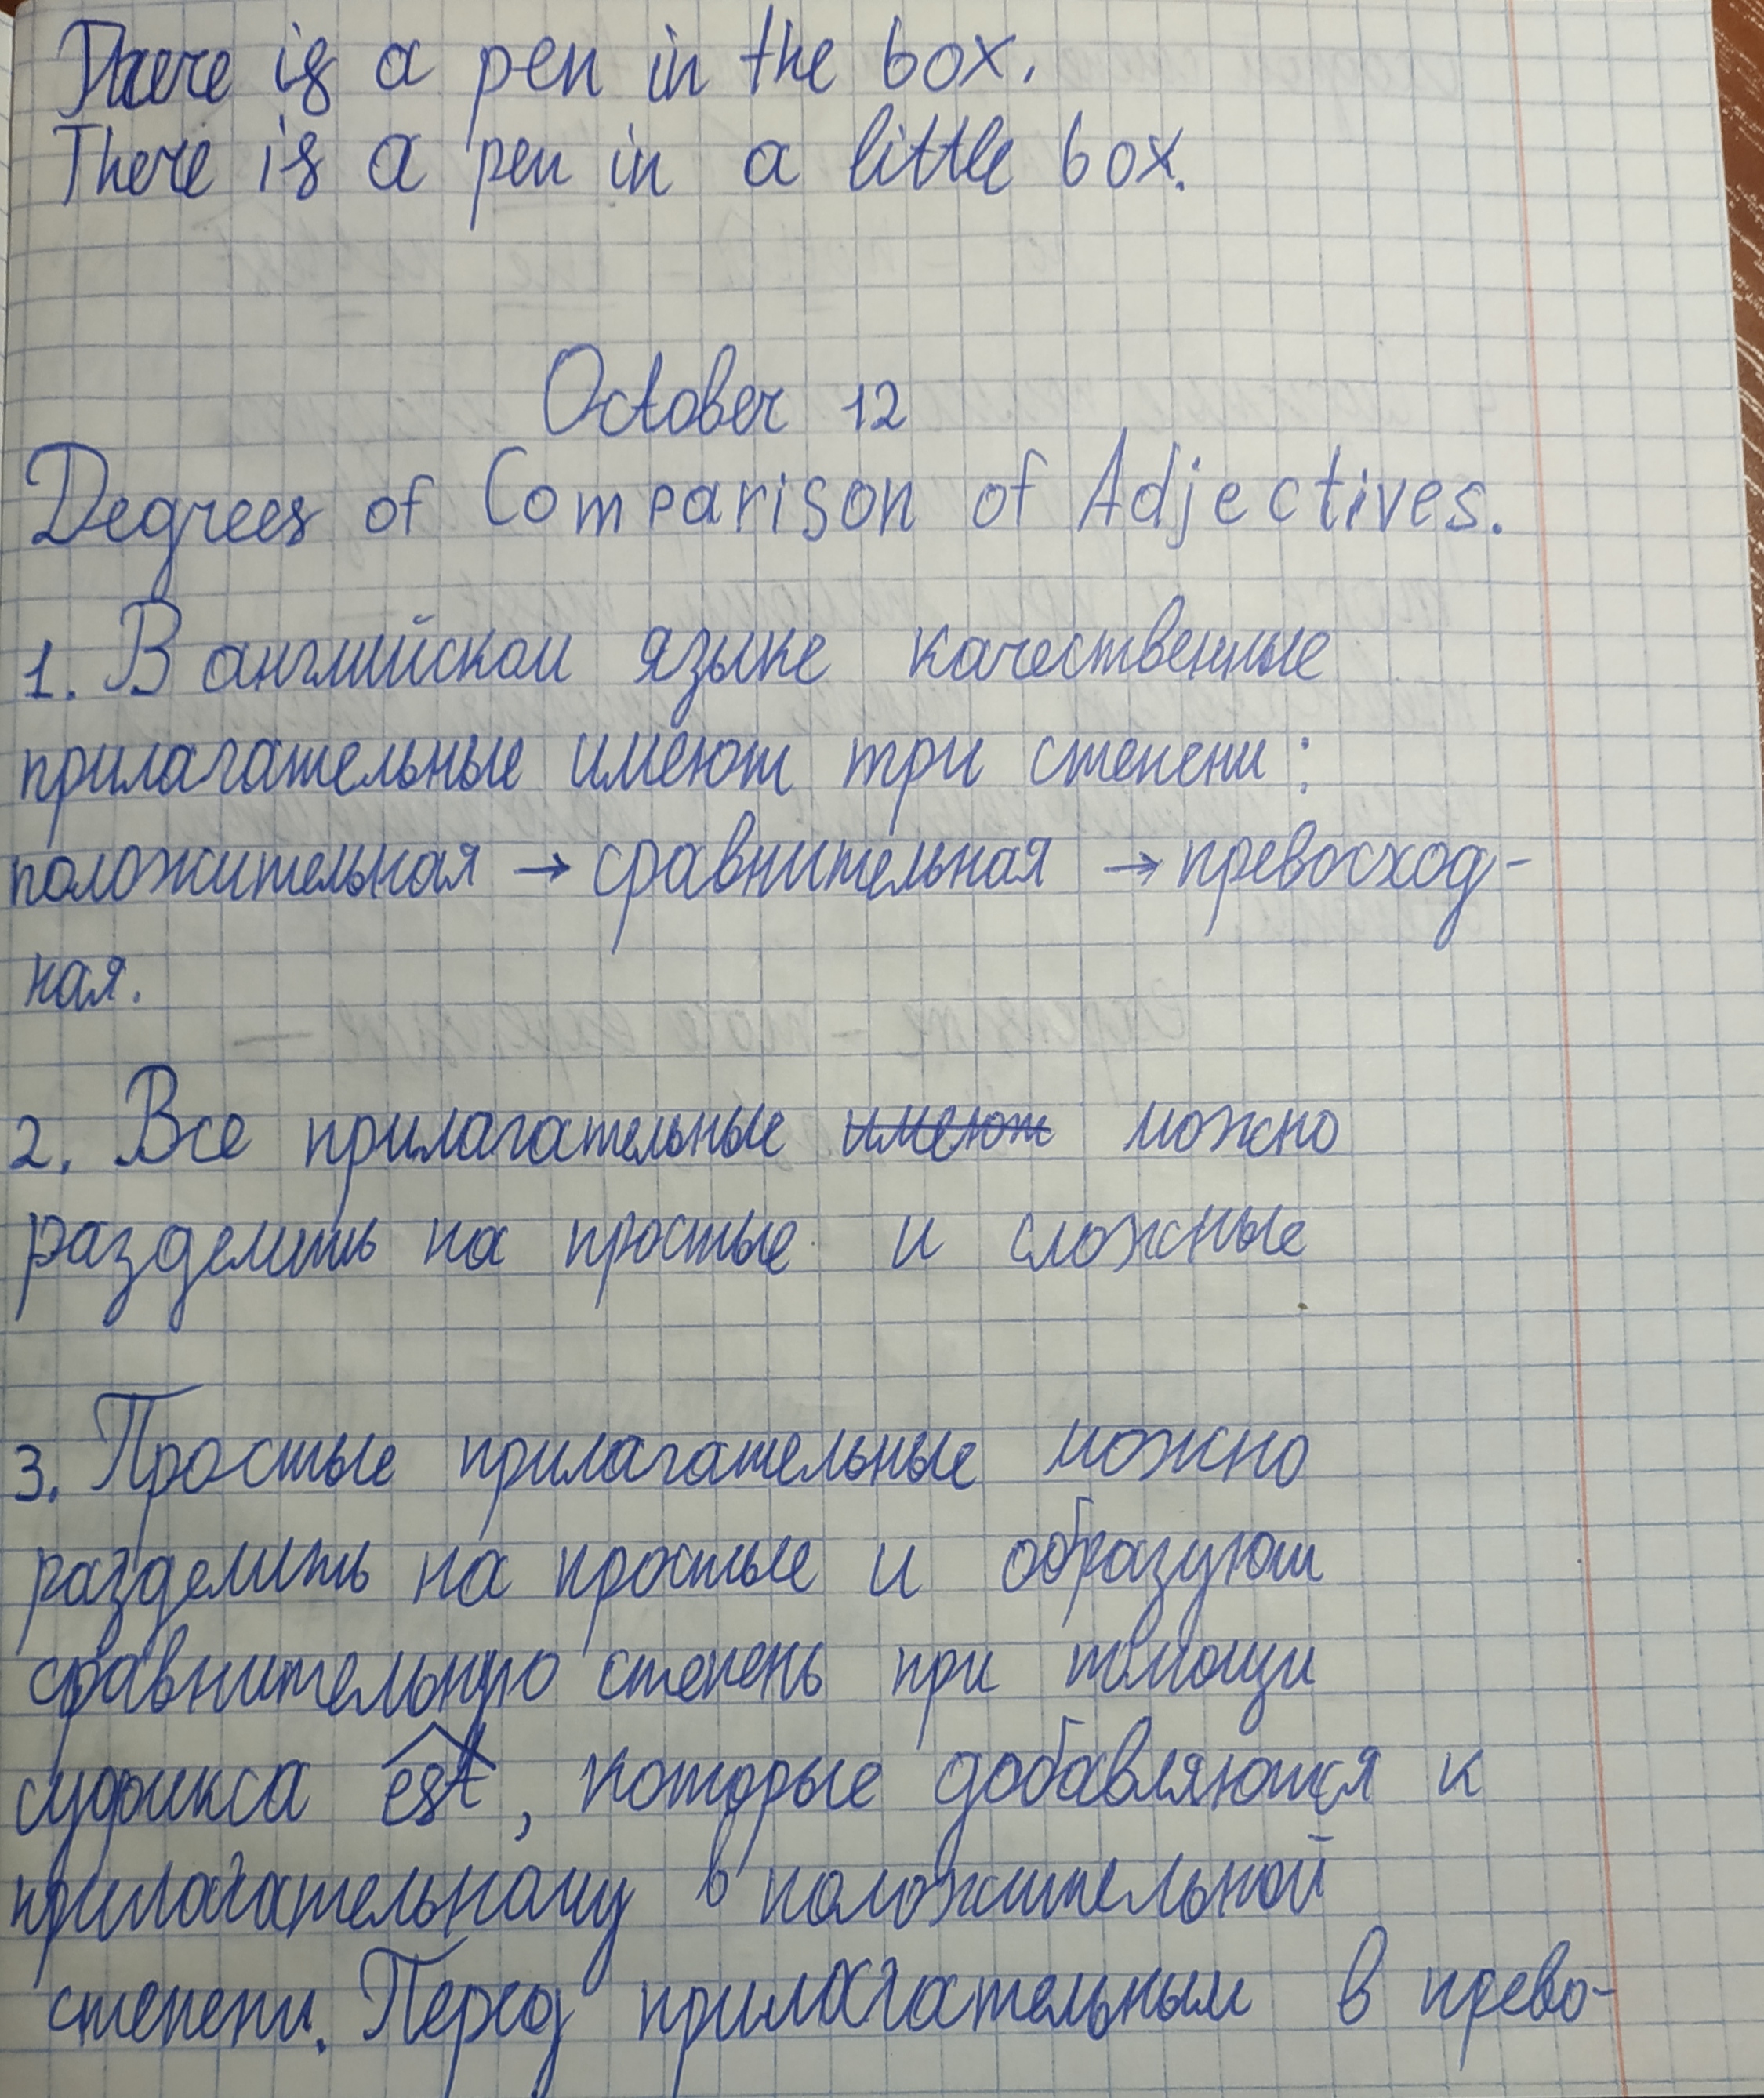 There is a pen in the box.
There is a pen in a little box.
October 12
Degrees of Comparison of Adjectives.
1. В английском языке качественные
прилагательные имеют три степени:
положительная → сравнительная → превосход-
ная.
2. Все прилагательные ~~имеют~~ можно
разделить на простые и сложные
3. Простые прилагательные можно
разделить на простые и образуют
сравнительную степень при помощи
суфикса est, которые добавляются к
прилагательному в положительной
степени. Перед прилагательным в прево-